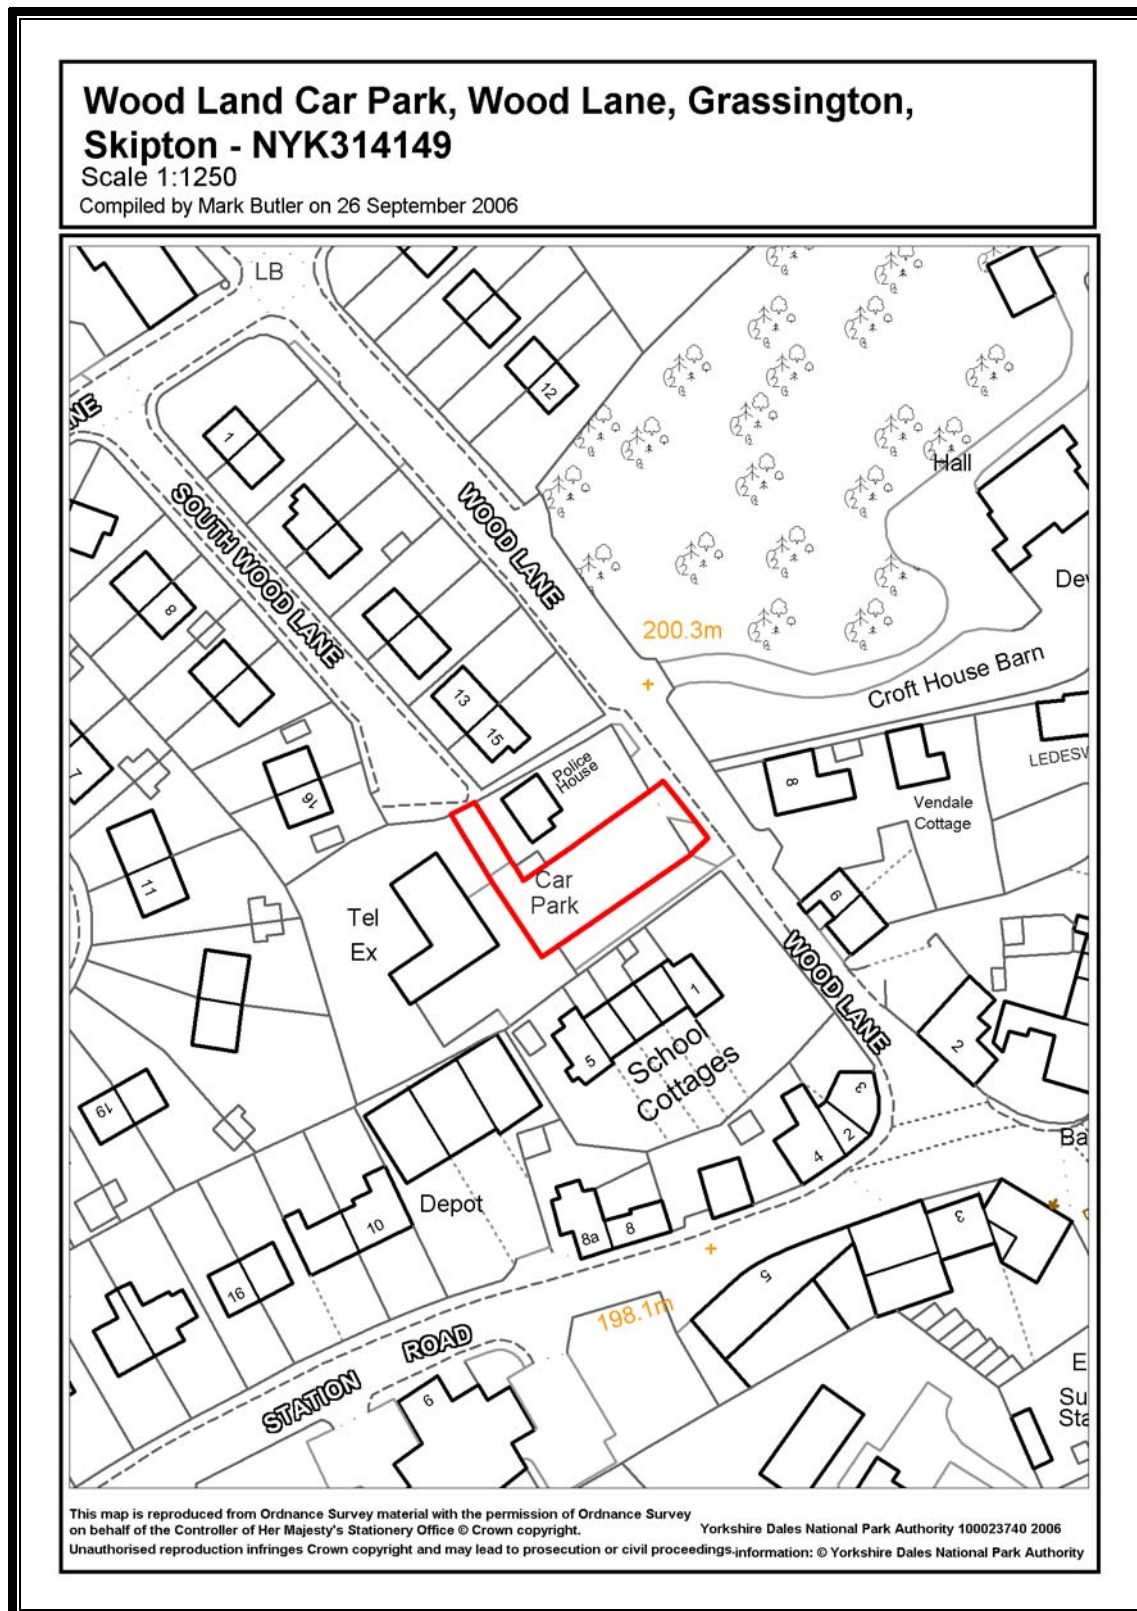 Wood Land Car Park, Wood Lane, Grassington,
Skipton - NYK314149
Scale 1:1250
Compiled by Mark Butler on 26 September 2006
LB
12
NE
1
Hall
SOUTH WOOD LANE
WOOD LANE
8
Dev
200.3m
Croft House Barn
13
15
7
16
Police
House
8
LEDESW
Vendale
Cottage
11
Car
Park
6
Tel
Ex
WOOD LANE
1
5
School
Cottages
2
3
2
4
19
Ba
Depot
10
8a
8
3
16
5
198.1m
STATION ROAD
E
Su
Sta
6
This map is reproduced from Ordnance Survey material with the permission of Ordnance Survey
on behalf of the Controller of Her Majesty's Stationery Office © Crown copyright.
Unauthorised reproduction infringes Crown copyright and may lead to prosecution or civil proceedings.
Yorkshire Dales National Park Authority 100023740 2006
information: © Yorkshire Dales National Park Authority